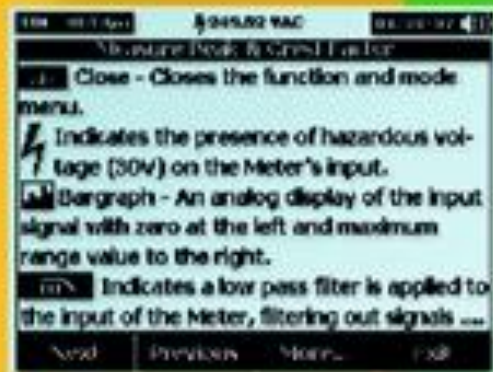 VAC
Measure Peak & Crest Factor
Close - Closes the function and mode
menu.
Indicates the presence of hazardous vol-
tage (30V) on the Meter's input.
Bargraph - An analog display of the input
signal with zero at the left and maximum
range value to the right.
Indicates a low pass filter is applied to
the input of the Meter, filtering out signals ....
Next Previous More... Exit